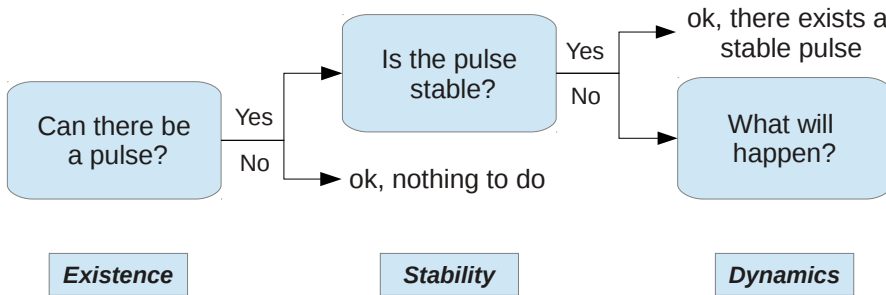 Can there be
a pulse?
Yes
No
Is the pulse
stable?
ok, nothing to do
Yes
No
ok, there exists a
stable pulse
What will
happen?
Existence
Stability
Dynamics